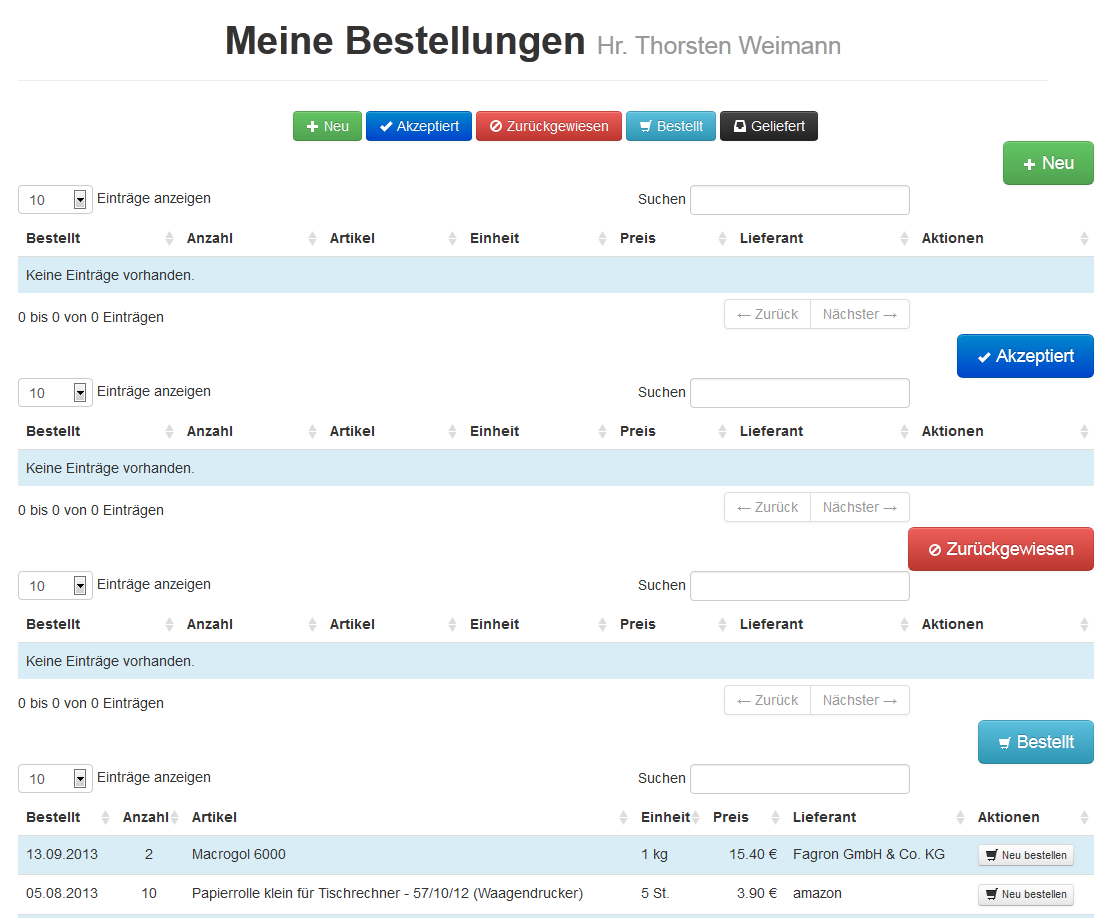 Meine Bestellungen Hr. Thorsten Weimann
Neu Akzeptiert Zurückgewiesen Bestellt Geliefert
Neu
10 Einträge anzeigen Suchen
Bestellt Anzahl Artikel Einheit Preis Lieferant Aktionen
Keine Einträge vorhanden.
0 bis 0 von 0 Einträgen ← Zurück Nächster →
Akzeptiert
10 Einträge anzeigen Suchen
Bestellt Anzahl Artikel Einheit Preis Lieferant Aktionen
Keine Einträge vorhanden.
0 bis 0 von 0 Einträgen ← Zurück Nächster →
Zurückgewiesen
10 Einträge anzeigen Suchen
Bestellt Anzahl Artikel Einheit Preis Lieferant Aktionen
Keine Einträge vorhanden.
0 bis 0 von 0 Einträgen ← Zurück Nächster →
Bestellt
10 Einträge anzeigen Suchen
Bestellt Anzahl Artikel Einheit Preis Lieferant Aktionen
13.09.2013 2 Macrogol 6000 1 kg 15.40 € Fagron GmbH & Co. KG Neu bestellen
05.08.2013 10 Papierrolle klein für Tischrechner - 57/10/12 (Waagendrucker) 5 St. 3.90 € amazon Neu bestellen